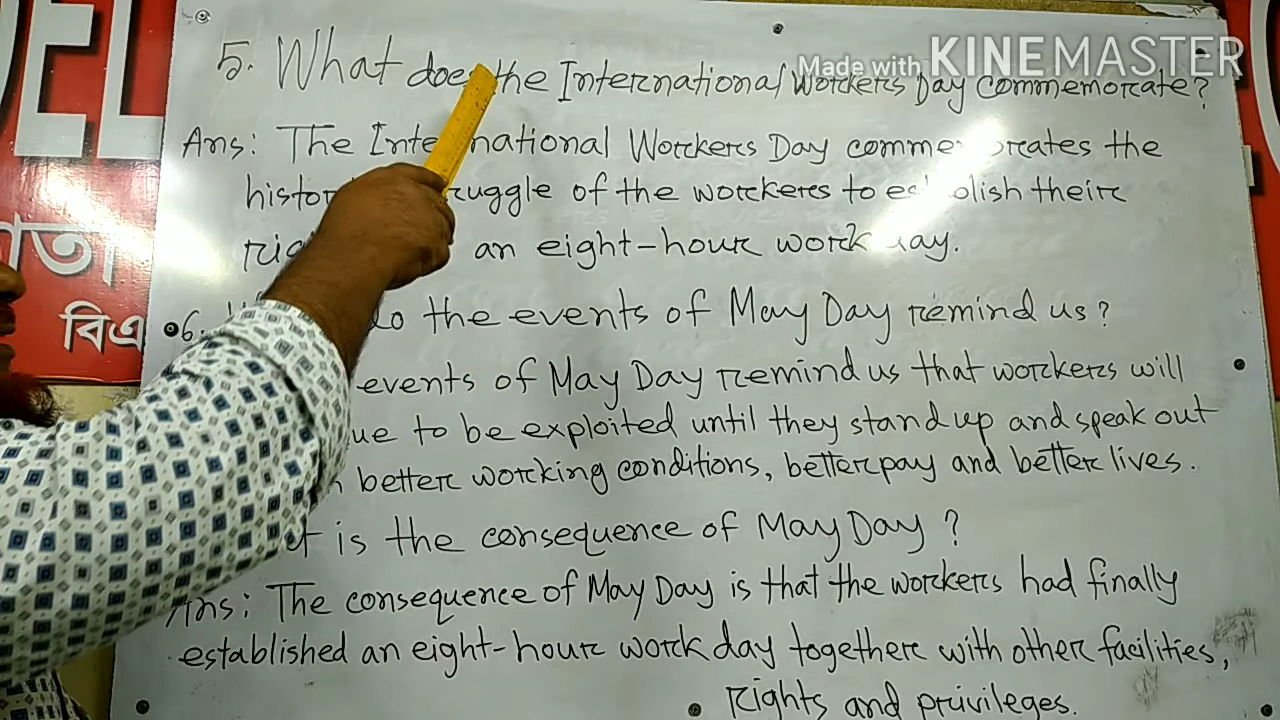 Made with KINEMASTER
5. What does the International Workers Day commemorate?
Ans: The International Workers Day commemorates the
struggle of the workers to establish their
an eight-hour work day.
6. do the events of May Day remind us?
events of May Day remind us that workers will
to be exploited until they stand up and speak out
better working conditions, better pay and better lives.
is the consequence of May Day?
Ans: The consequence of May Day is that the workers had finally
established an eight-hour work day together with other facilities,
rights and privileges.
DEL
বিএ